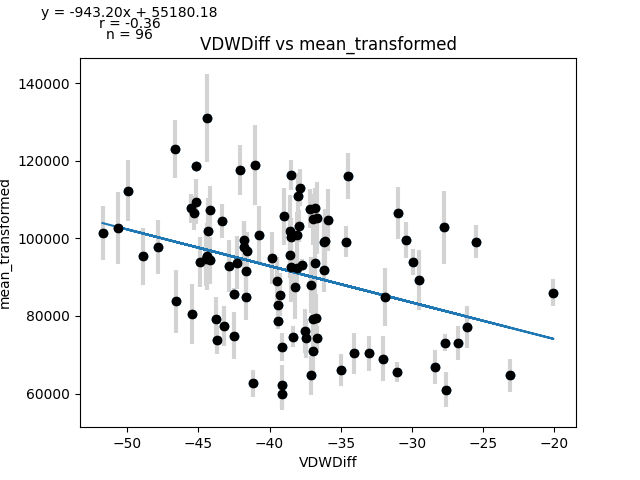 y = -943.20x + 55180.18
r = -0.36
n = 96
VDWDiff vs mean_transformed
mean_transformed
140000
120000
100000
80000
60000
−50
−45
−40
−35
−30
−25
−20
VDWDiff